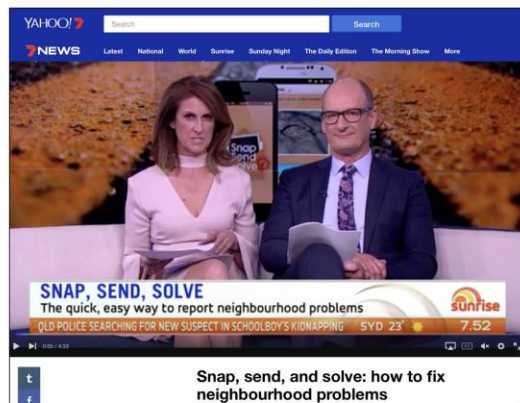 YAHOO! 7
Search
Search
7NEWS Latest National World Sunrise Sunday Night The Daily Edition The Morning Show More
Snap
Send
Solve
SNAP, SEND, SOLVE
The quick, easy way to report neighbourhood problems
sunrise
QLD POLICE SEARCHING FOR NEW SUSPECT IN SCHOOLBOY'S KIDNAPPING SYD 23° 7.52
0:05 / 4:33
t
f
Snap, send, and solve: how to fix
neighbourhood problems